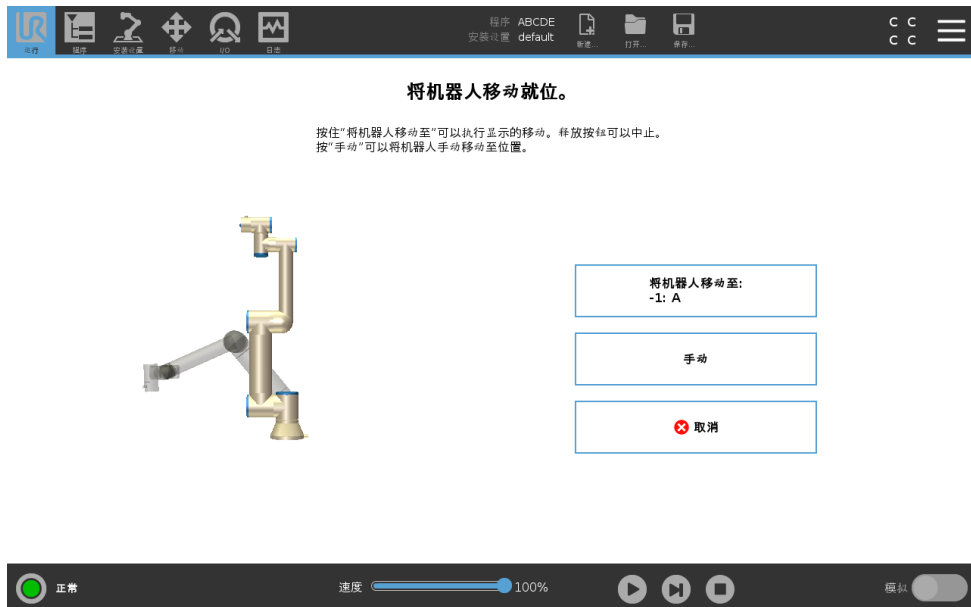 程序 ABCDE
安装设置 default
C C
C C
运行
程序
安装设置
移动
I/O
日志
新建...
打开...
保存...
将机器人移动就位。
按住"将机器人移动至"可以执行显示的移动。释放按钮可以中止。
按"手动"可以将机器人手动移动至位置。
将机器人移动至:
-1: A
手动
取消
正常
速度
100%
模拟